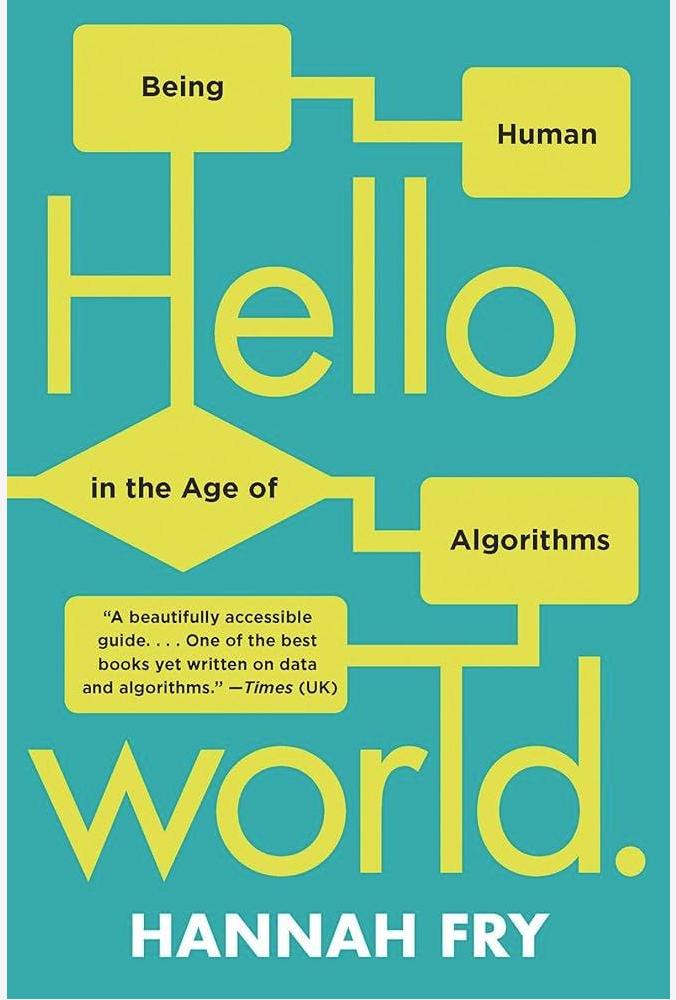 Being
Human
Hello
in the Age of
Algorithms
“A beautifully accessible
guide. . . . One of the best
books yet written on data
and algorithms.” —Times (UK)
world.
HANNAH FRY